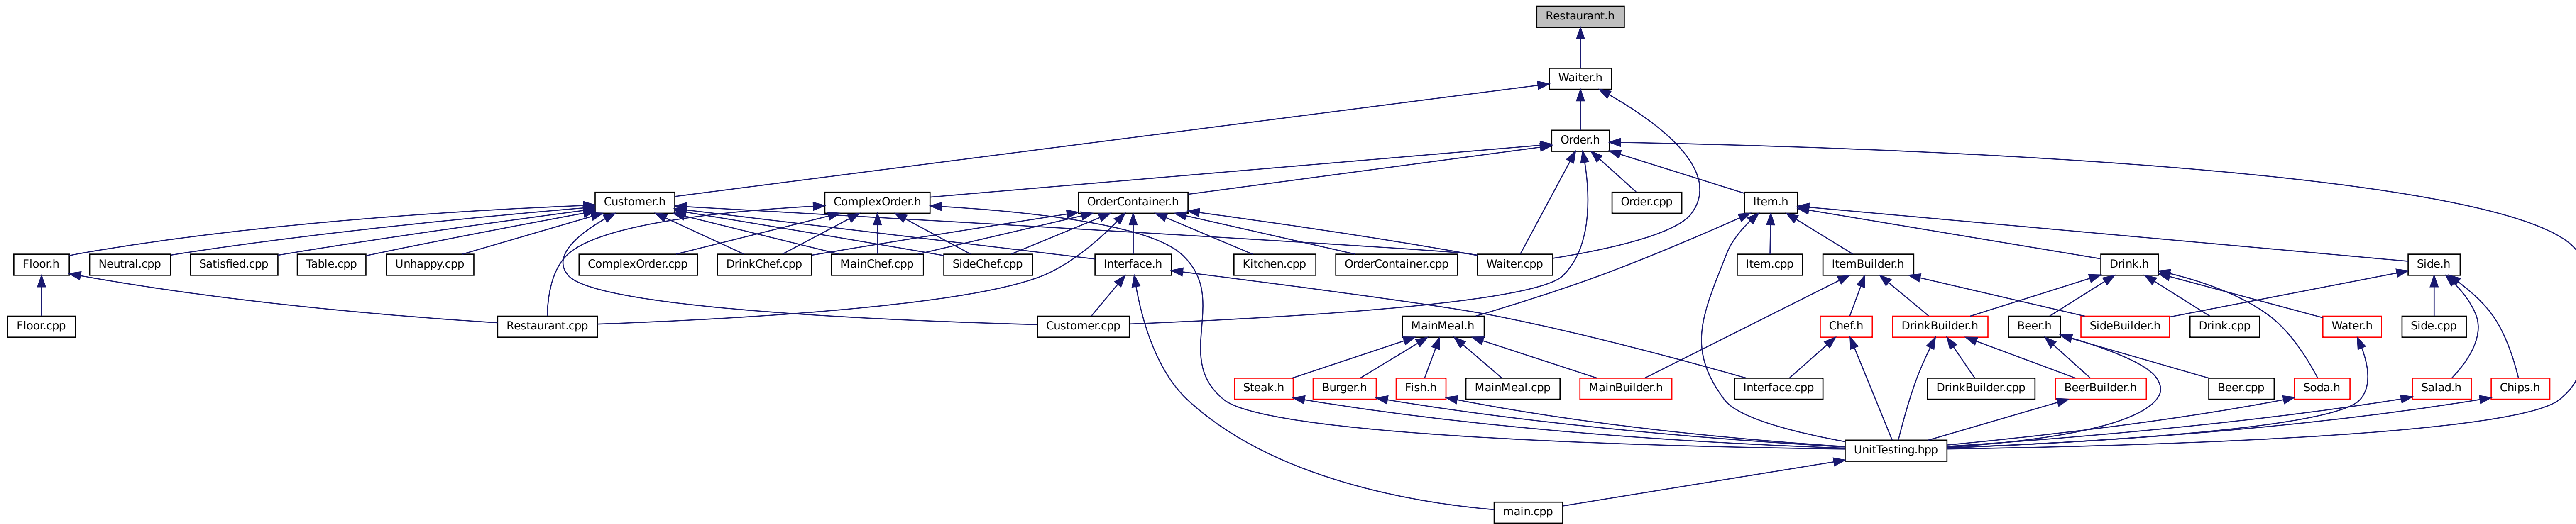 Restaurant.h
Waiter.h
Order.h
Customer.h
ComplexOrder.h
OrderContainer.h
Order.cpp
Item.h
Floor.h
Neutral.cpp
Satisfied.cpp
Table.cpp
Unhappy.cpp
ComplexOrder.cpp
DrinkChef.cpp
MainChef.cpp
SideChef.cpp
Interface.h
Kitchen.cpp
OrderContainer.cpp
Waiter.cpp
Item.cpp
ItemBuilder.h
Drink.h
Side.h
Floor.cpp
Restaurant.cpp
Customer.cpp
MainMeal.h
Chef.h
DrinkBuilder.h
Beer.h
SideBuilder.h
Drink.cpp
Water.h
Side.cpp
Steak.h
Burger.h
Fish.h
MainMeal.cpp
MainBuilder.h
Interface.cpp
DrinkBuilder.cpp
BeerBuilder.h
Beer.cpp
Soda.h
Salad.h
Chips.h
UnitTesting.hpp
main.cpp